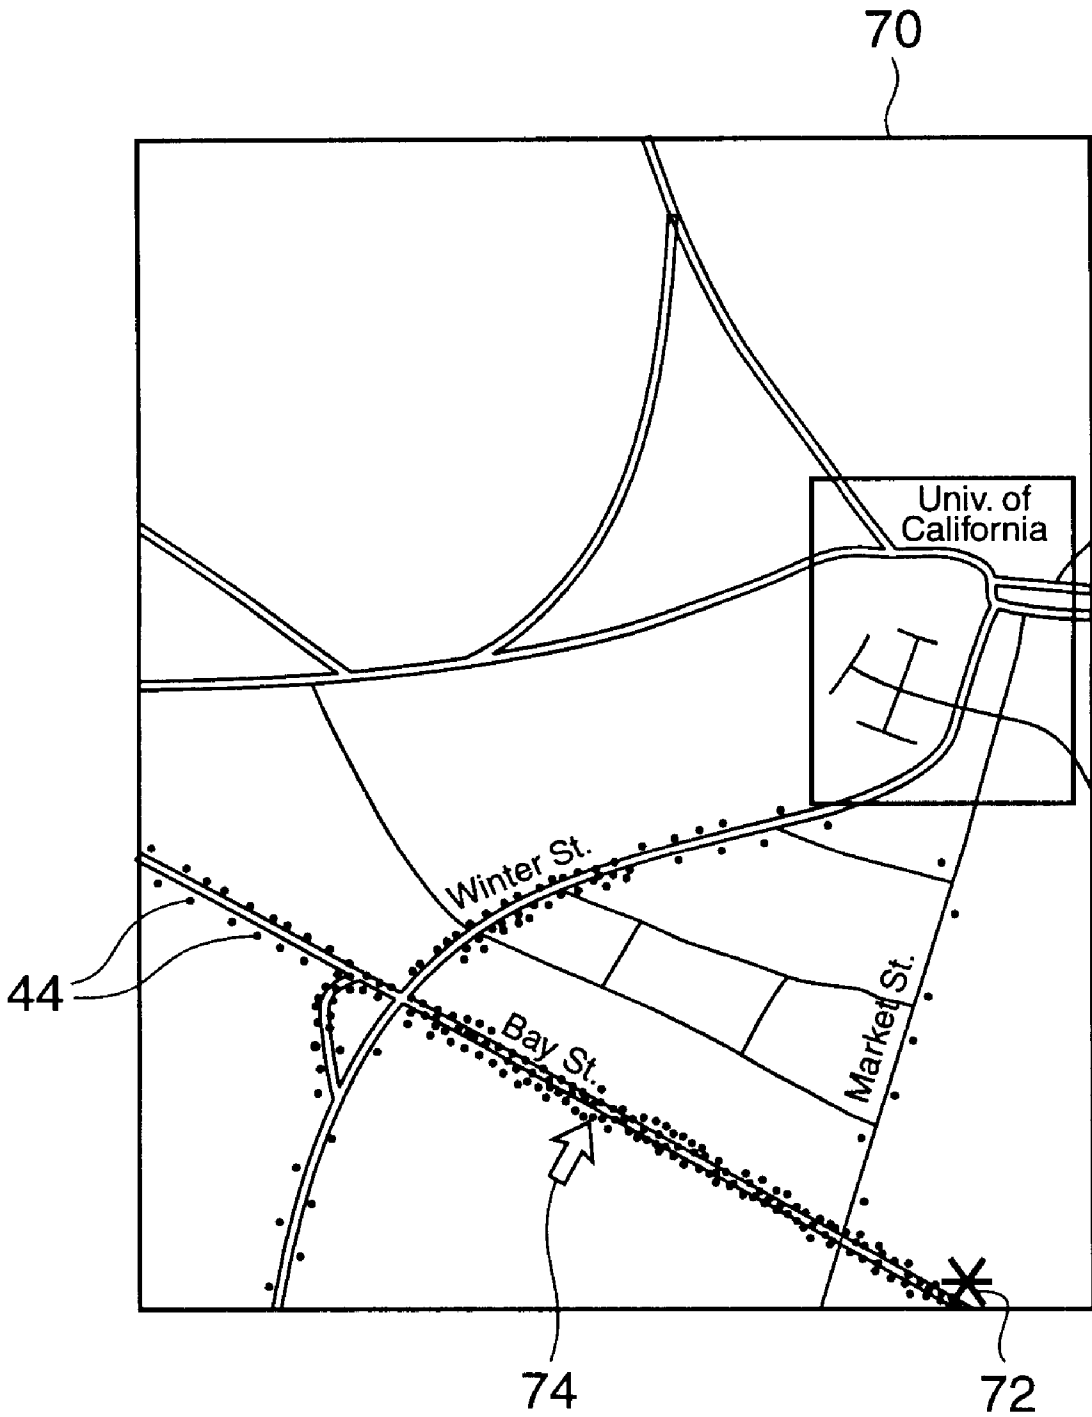 70
Univ. of
California
Winter St.
44
Bay St.
Market St.
74
72